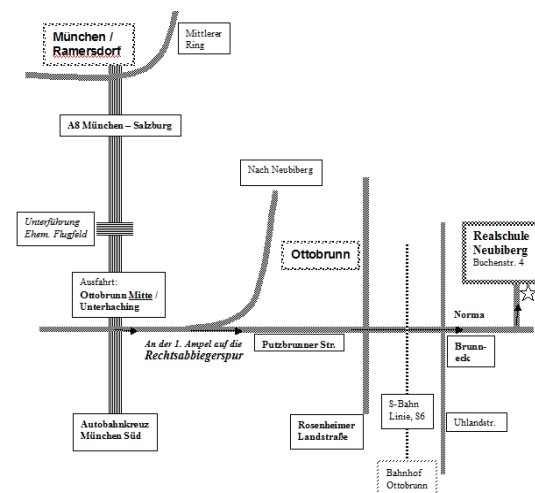 München /
Ramersdorf
Mittlerer
Ring
A8 München – Salzburg
Nach Neubiberg
Unterführung
Ehem. Flugfeld
Ottobrunn
Realschule
Neubiberg
Buchenstr. 4
Ausfahrt:
Ottobrunn Mitte /
Unterhaching
Norma
An der 1. Ampel auf die
Rechtsabbiegerspur
Putzbrunner Str.
Brunn-
eck
Autobahnkreuz
München Süd
Rosenheimer
Landstraße
S-Bahn
Linie, S6
Uhlandstr.
Bahnhof
Ottobrunn